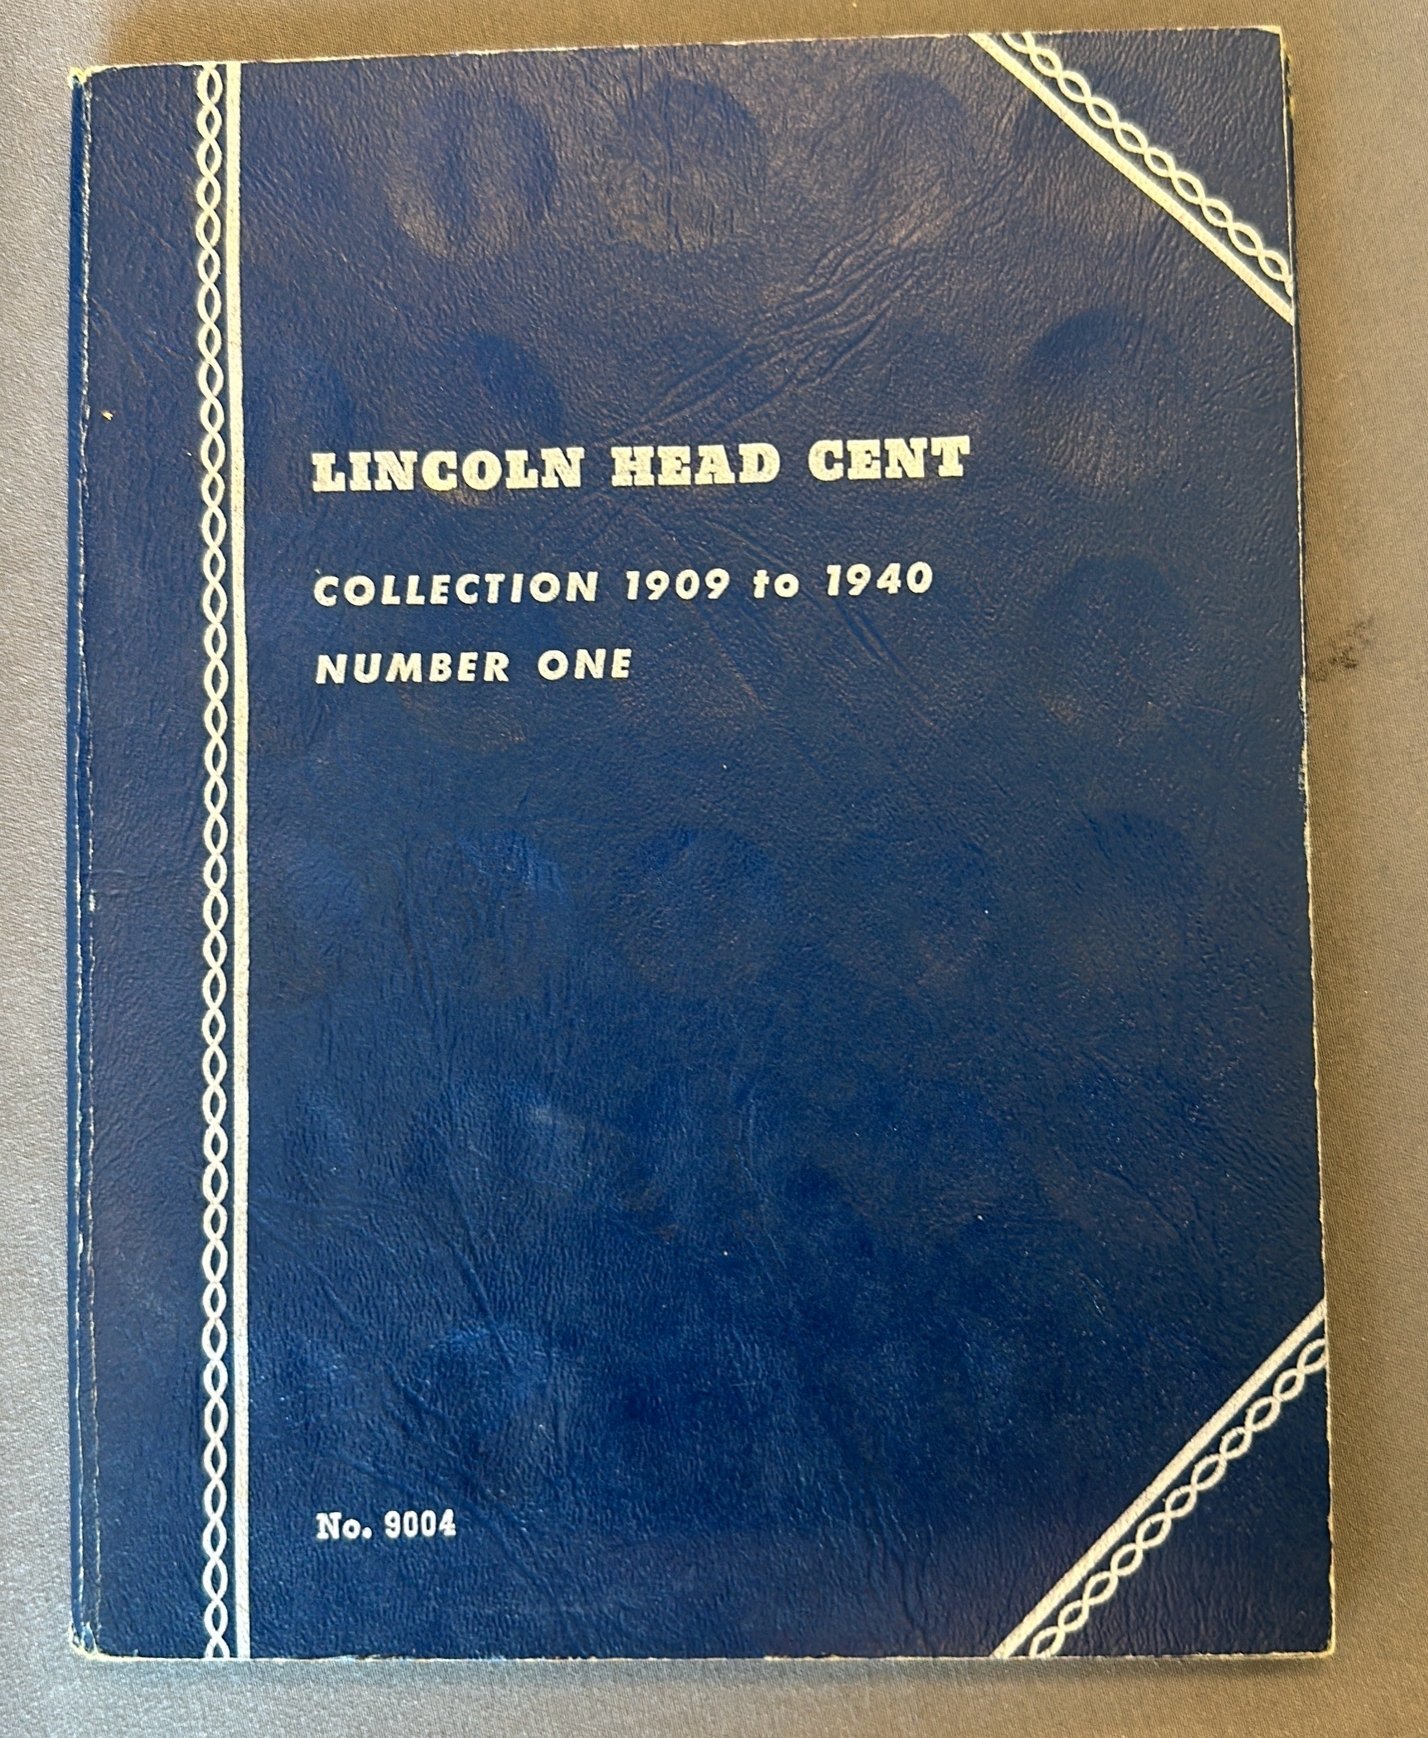 LINCOLN HEAD CENT
COLLECTION 1909 to 1940
NUMBER ONE
No. 9004